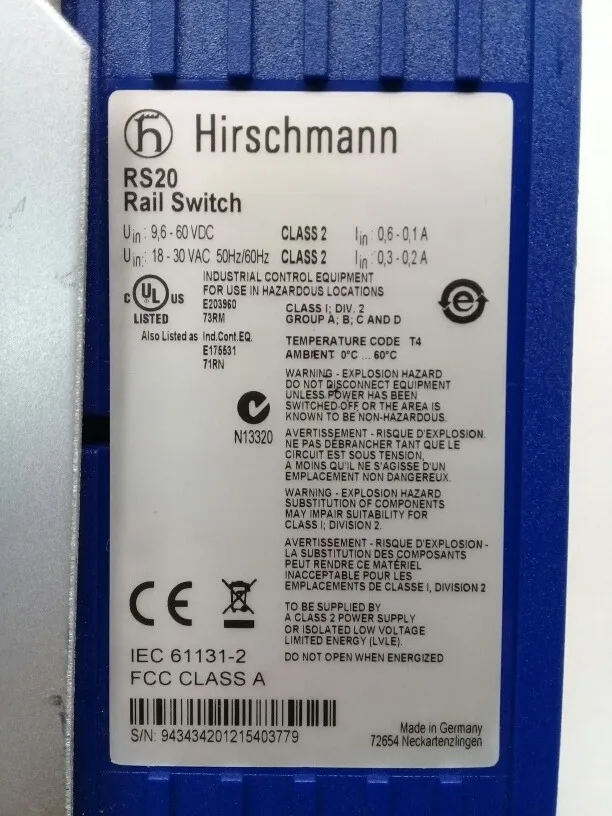 Hirschmann
RS20
Rail Switch
Uin: 9,6 - 60 VDC CLASS 2 Iin: 0,6 - 0,1 A
Uin: 18 - 30 VAC 50Hz/60Hz CLASS 2 Iin: 0,3 - 0,2 A
INDUSTRIAL CONTROL EQUIPMENT
FOR USE IN HAZARDOUS LOCATIONS
C UL US
LISTED
E203960
73RM
CLASS I; DIV. 2
GROUP A; B; C AND D
e
Also Listed as Ind.Cont.EQ.
E175531
71RN
TEMPERATURE CODE T4
AMBIENT 0°C ... 60°C
WARNING - EXPLOSION HAZARD
DO NOT DISCONNECT EQUIPMENT
UNLESS POWER HAS BEEN
SWITCHED OFF OR THE AREA IS
KNOWN TO BE NON-HAZARDOUS.
N13320
AVERTISSEMENT - RISQUE D'EXPLOSION.
NE PAS DEBRANCHER TANT QUE LE
CIRCUIT EST SOUS TENSION,
A MOINS QU'IL NE S'AGISSE D'UN
EMPLACEMENT NON DANGEREUX.
WARNING - EXPLOSION HAZARD
SUBSTITUTION OF COMPONENTS
MAY IMPAIR SUITABILITY FOR
CLASS I; DIVISION 2.
AVERTISSEMENT - RISQUE D'EXPLOSION -
LA SUBSTITUTION DES COMPOSANTS
PEUT RENDRE CE MATÉRIEL
INACCEPTABLE POUR LES
EMPLACEMENTS DE CLASSE I, DIVISION 2
CE
TO BE SUPPLIED BY
A CLASS 2 POWER SUPPLY
OR ISOLATED LOW VOLTAGE
LIMITED ENERGY (LVLE).
IEC 61131-2
FCC CLASS A
DO NOT OPEN WHEN ENERGIZED
S/N: 943434201215403779
Made in Germany
72654 Neckartenzlingen